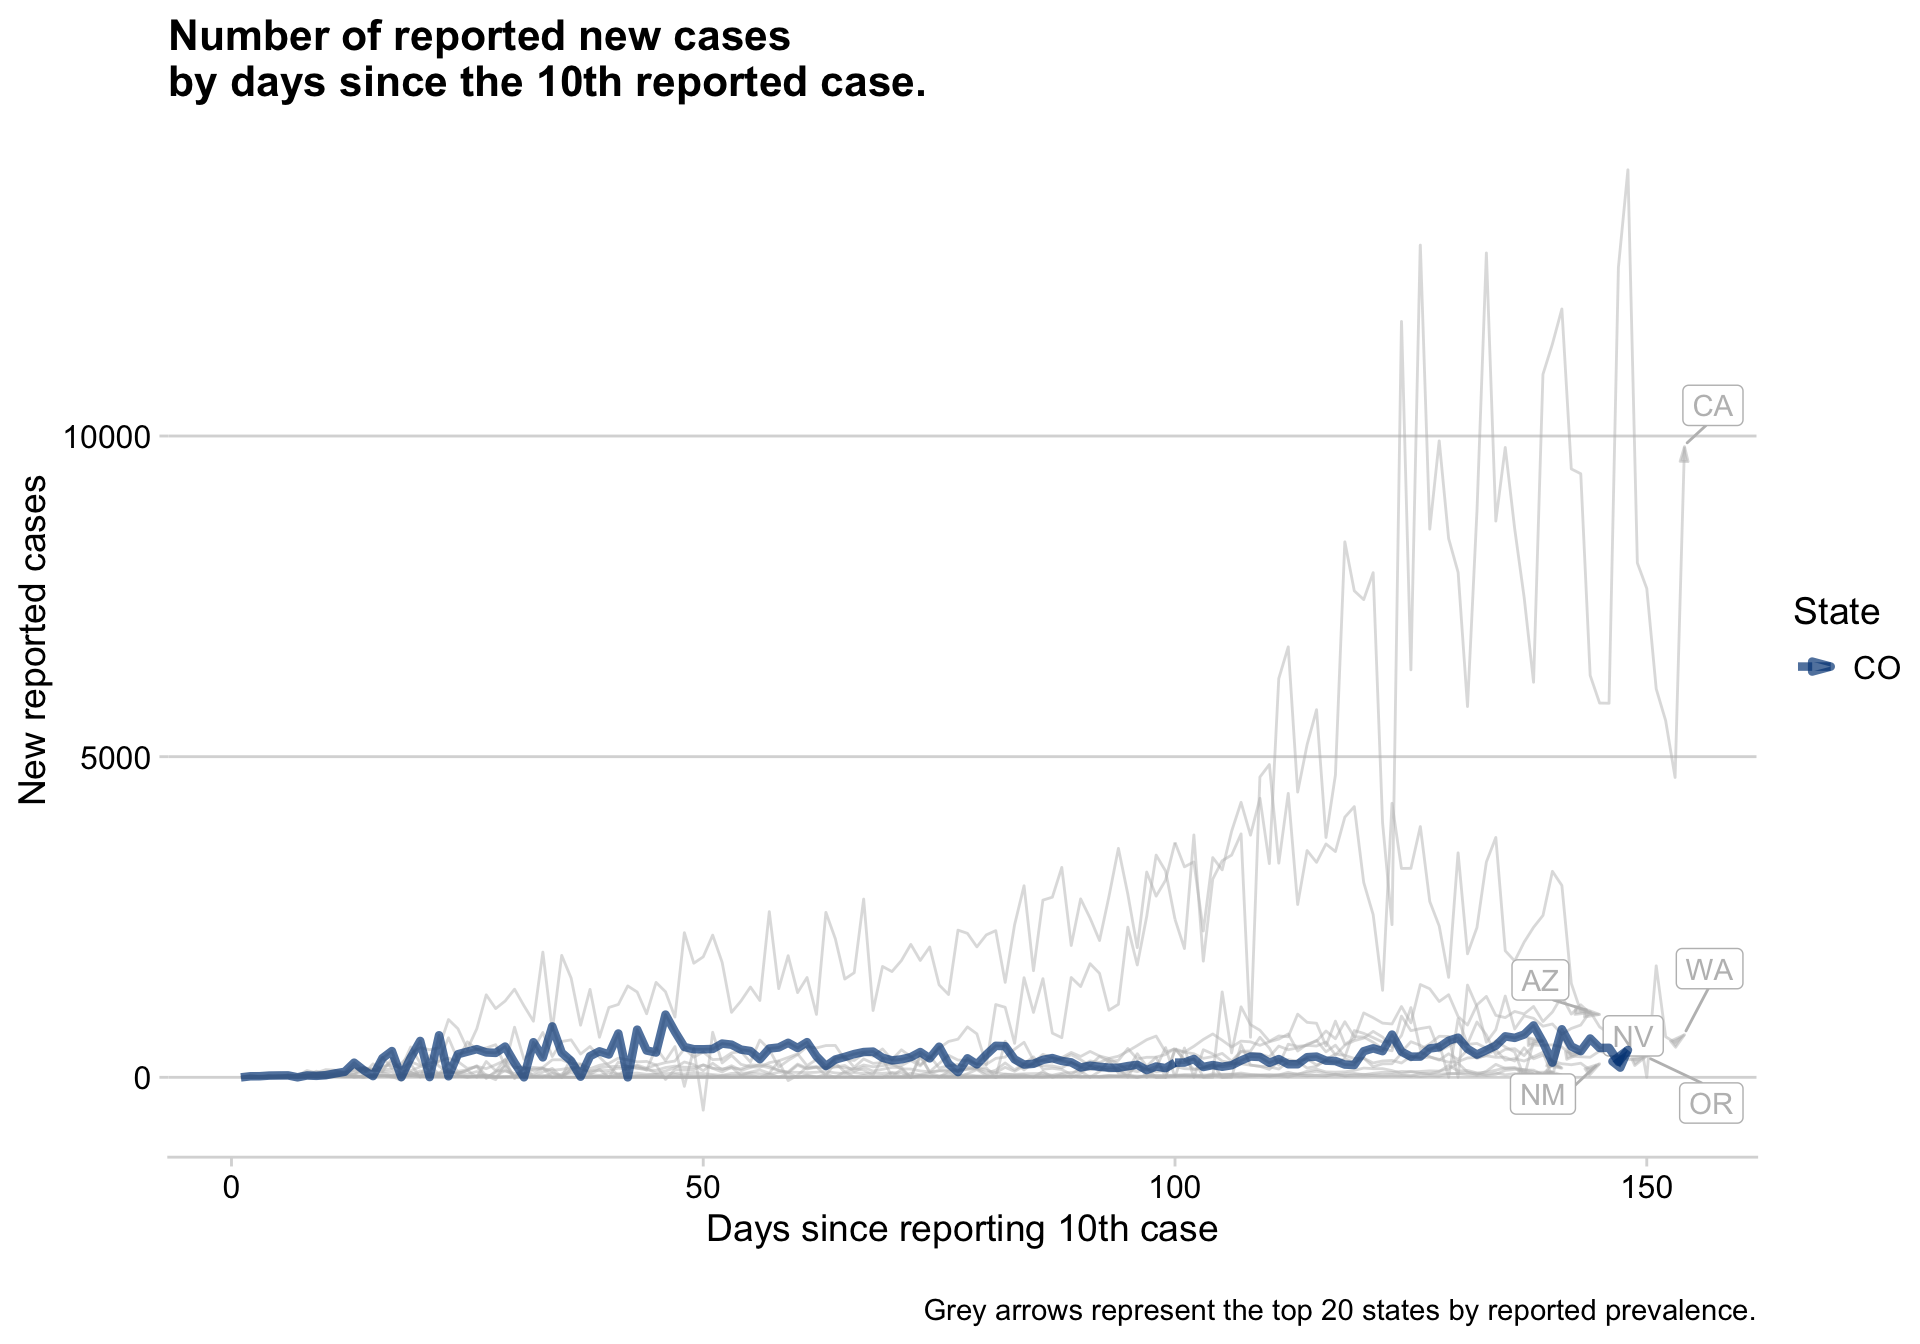 Number of reported new cases
by days since the 10th reported case.
New reported cases
10000
5000
0
CA
AZ
WA
NV
NM
OR
State
CO
0
50
100
150
Days since reporting 10th case
Grey arrows represent the top 20 states by reported prevalence.